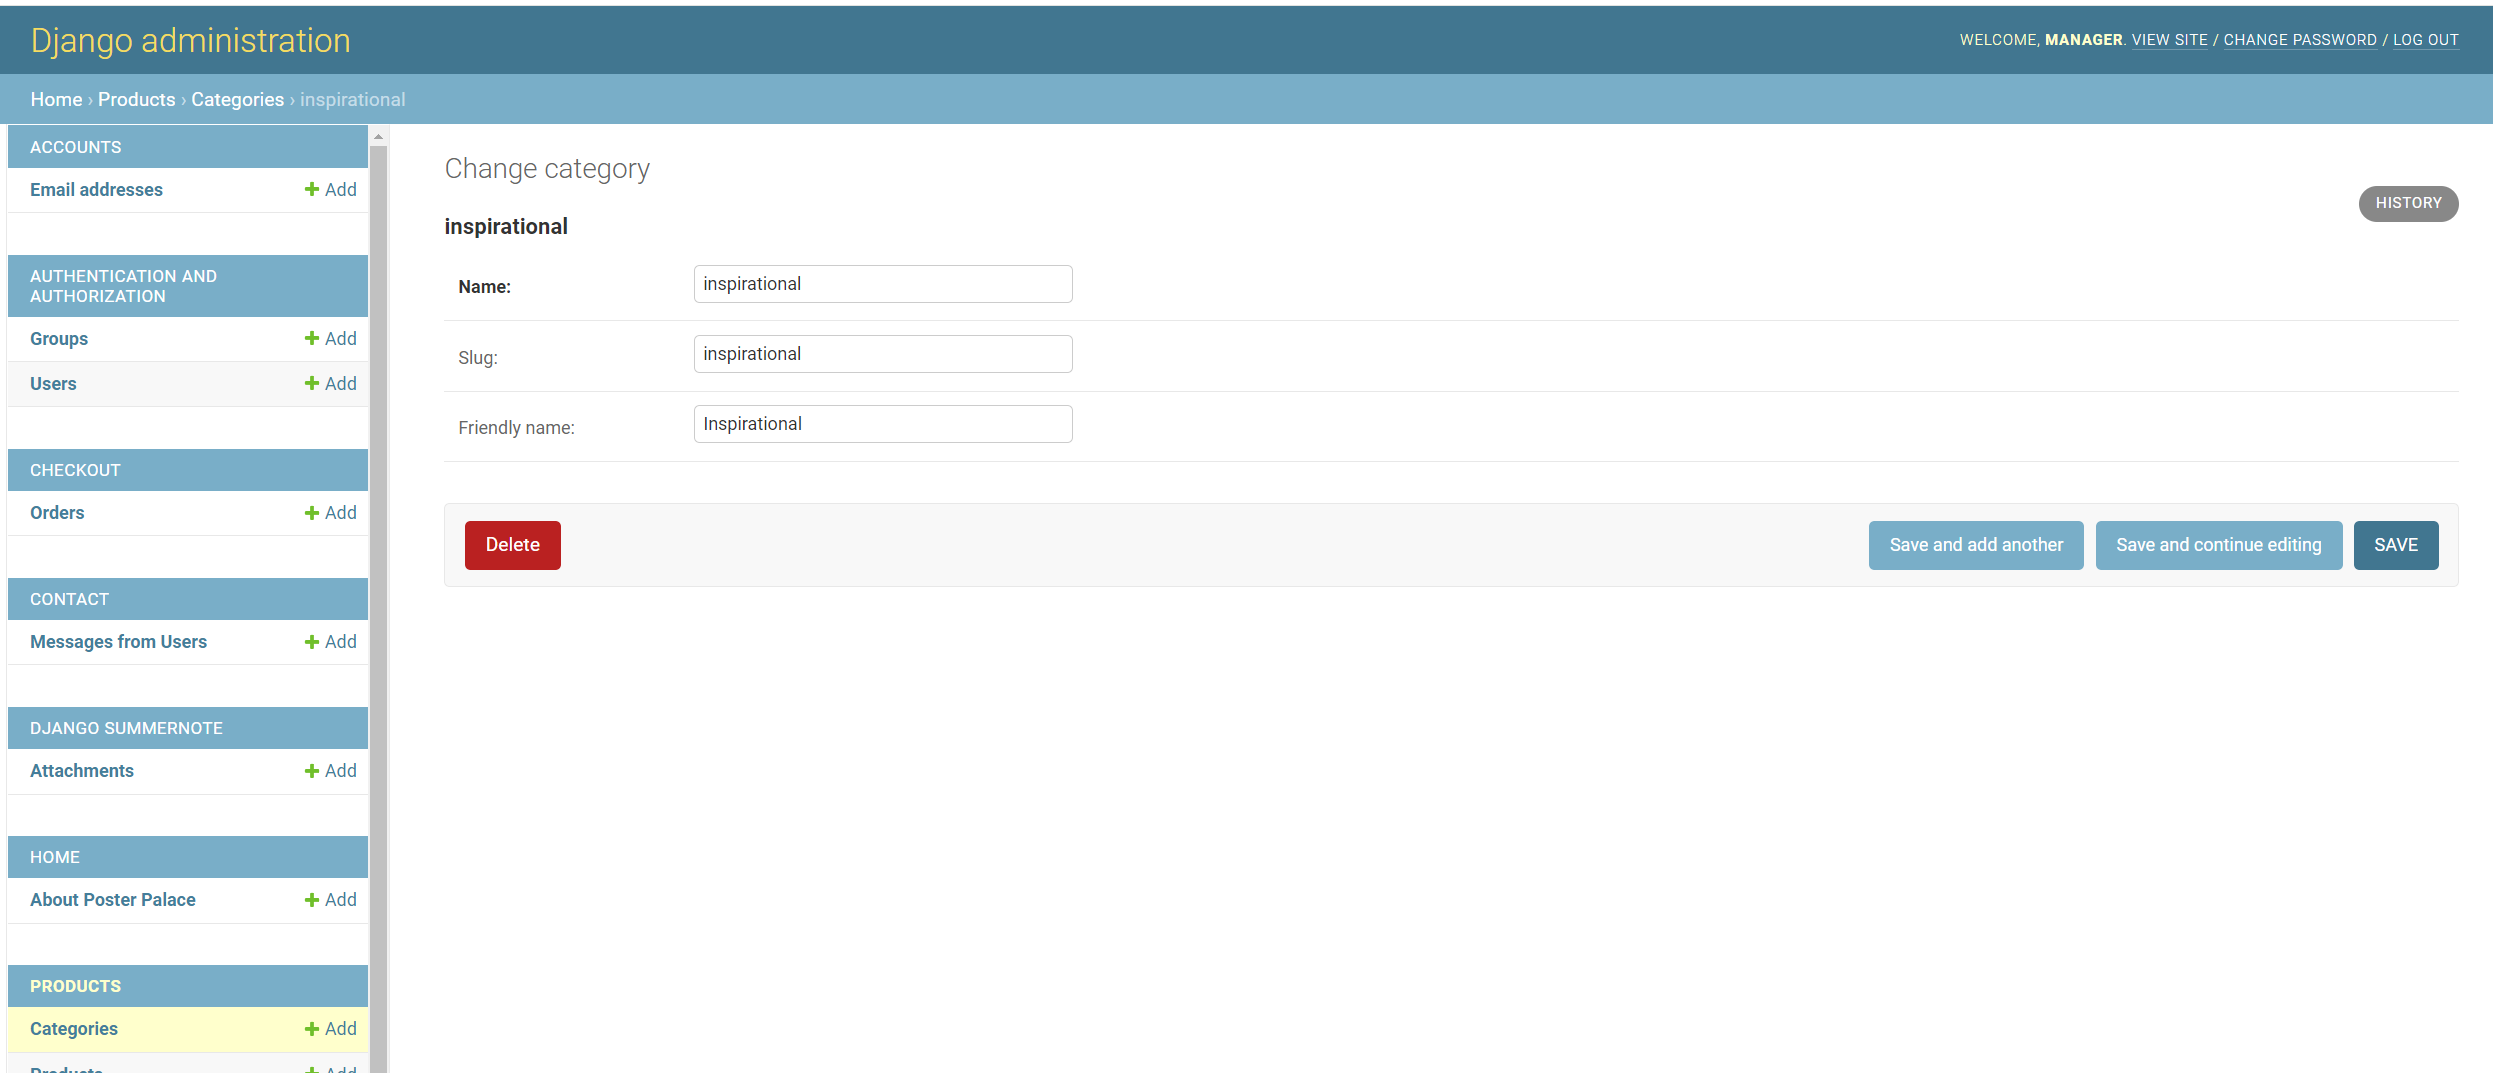 Django administration
WELCOME, MANAGER. VIEW SITE / CHANGE PASSWORD / LOG OUT
Home › Products › Categories › inspirational
ACCOUNTS
Email addresses Add
AUTHENTICATION AND
AUTHORIZATION
Groups Add
Users Add
CHECKOUT
Orders Add
CONTACT
Messages from Users Add
DJANGO SUMMERNOTE
Attachments Add
HOME
About Poster Palace Add
PRODUCTS
Categories Add
Products Add
Change category
HISTORY
inspirational
Name: inspirational
Slug: inspirational
Friendly name: Inspirational
Delete
Save and add another
Save and continue editing
SAVE